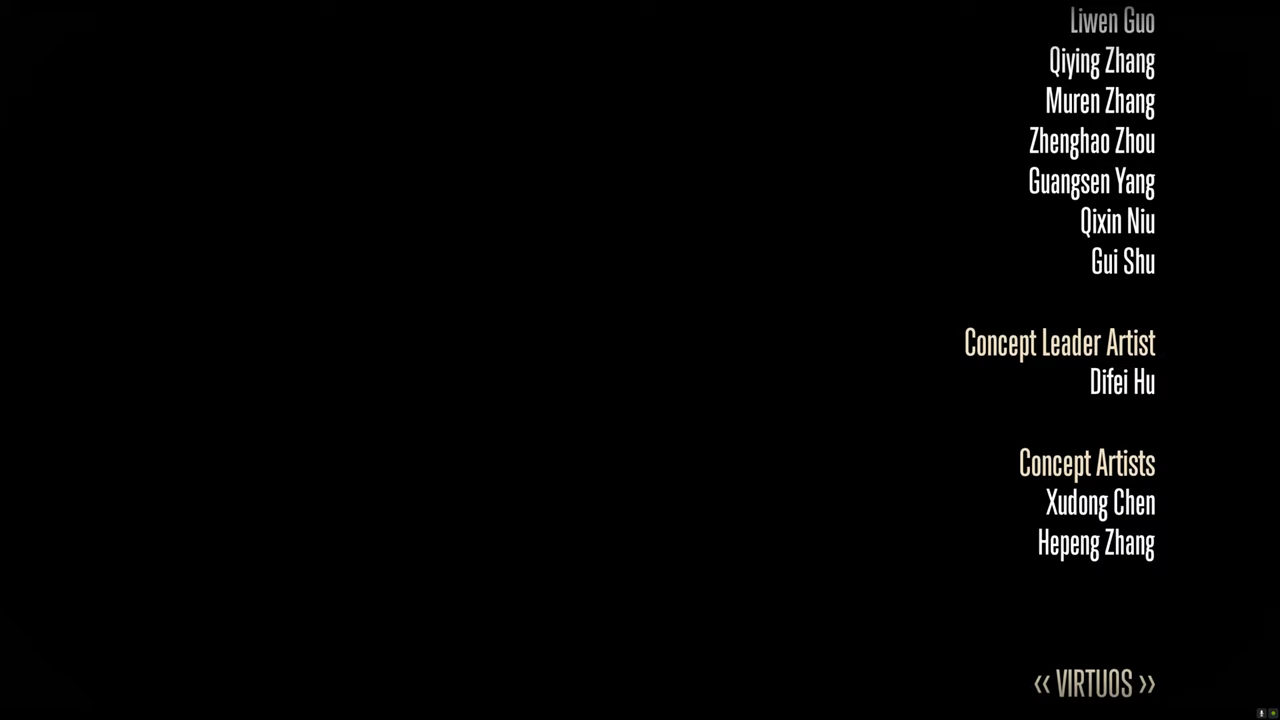 Liwen Guo
Qiying Zhang
Muren Zhang
Zhenghao Zhou
Guangsen Yang
Qixin Niu
Gui Shu
Concept Leader Artist
Difei Hu
Concept Artists
Xudong Chen
Hepeng Zhang
‹‹ VIRTUOS ››